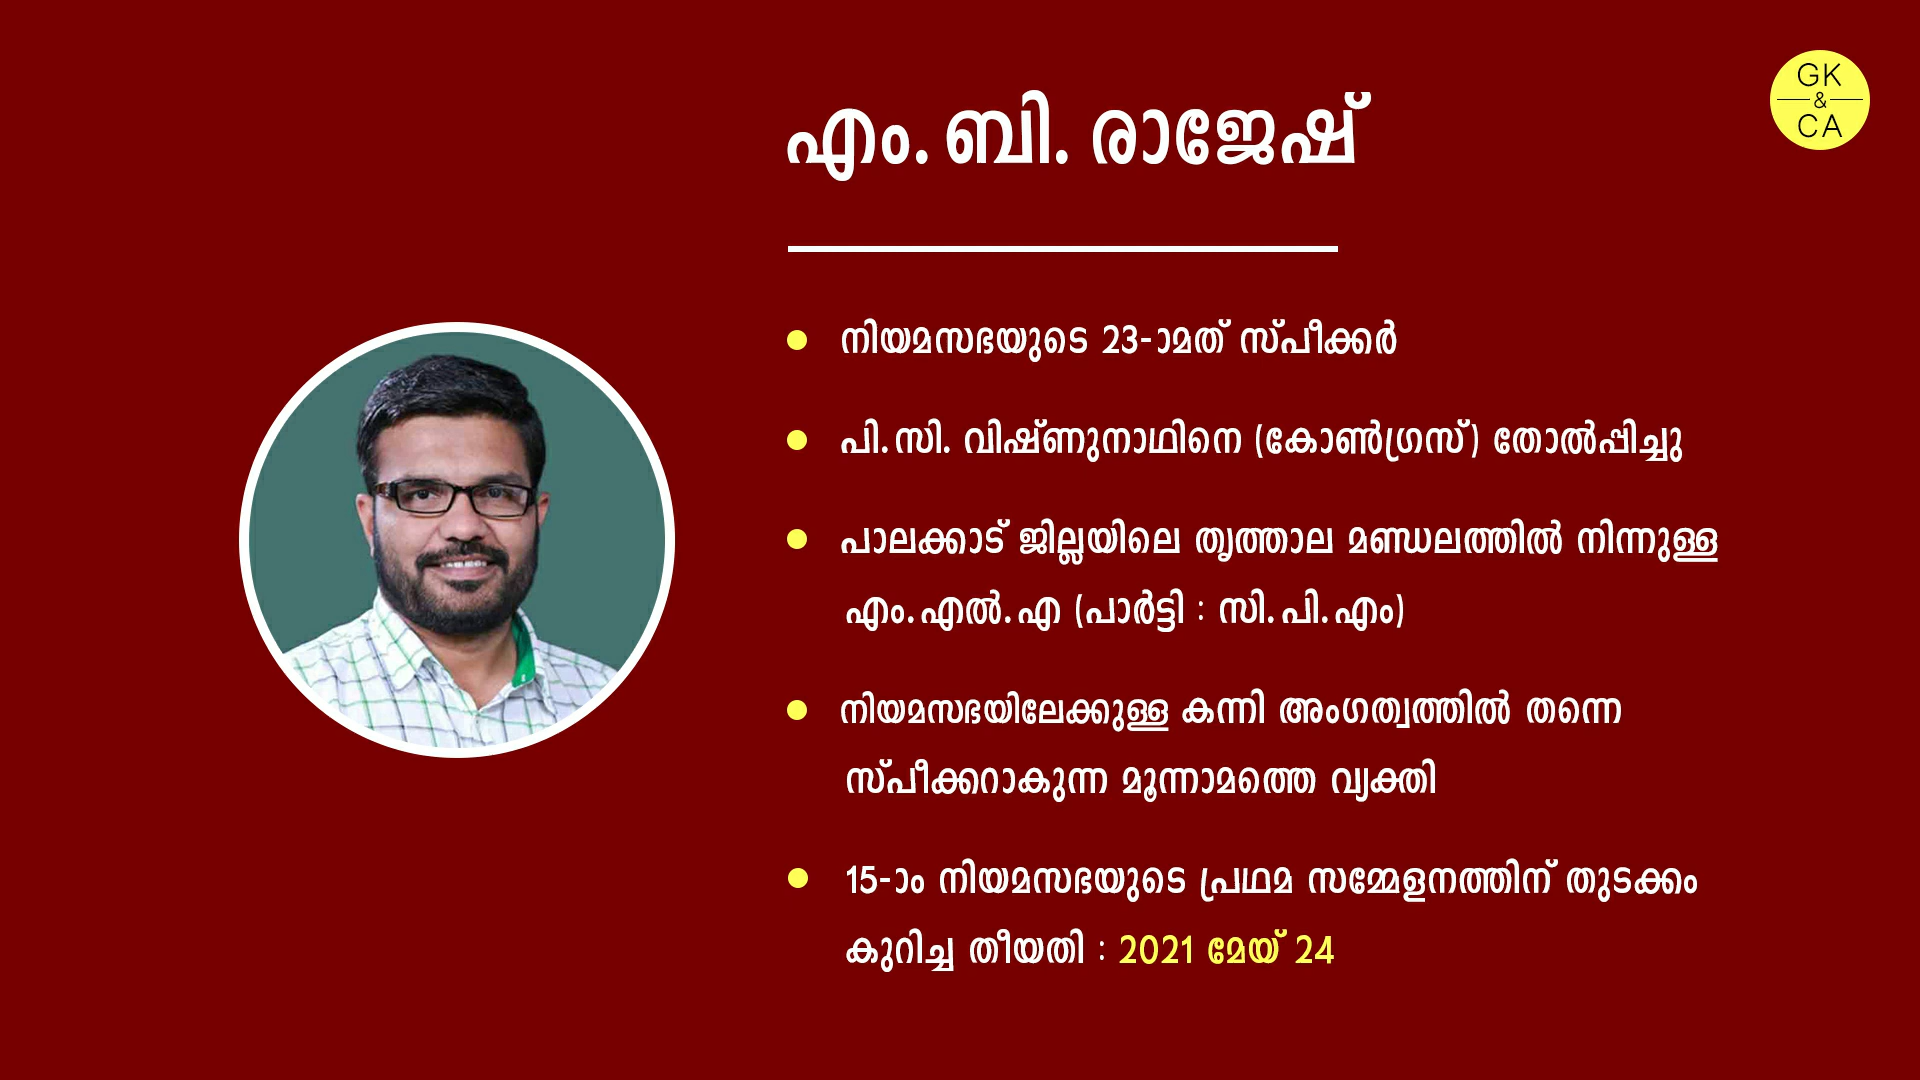 GK
&
CA
എം. ബി. രാജേഷ്
നിയമസഭയുടെ 23-ാമത് സ്പീക്കർ
പി. സി. വിഷ്ണുനാഥിനെ (കോൺഗ്രസ്) തോൽപ്പിച്ചു
പാലക്കാട് ജില്ലയിലെ തൃത്താല മണ്ഡലത്തിൽ നിന്നുള്ള
എം. എൽ. എ (പാർട്ടി : സി. പി. എം)
നിയമസഭയിലേക്കുള്ള കന്നി അംഗത്വത്തിൽ തന്നെ
സ്പീക്കറാകുന്ന മൂന്നാമത്തെ വ്യക്തി
15-ാം നിയമസഭയുടെ പ്രഥമ സമ്മേളനത്തിന് തുടക്കം
കുറിച്ച തീയതി : 2021 മേയ് 24